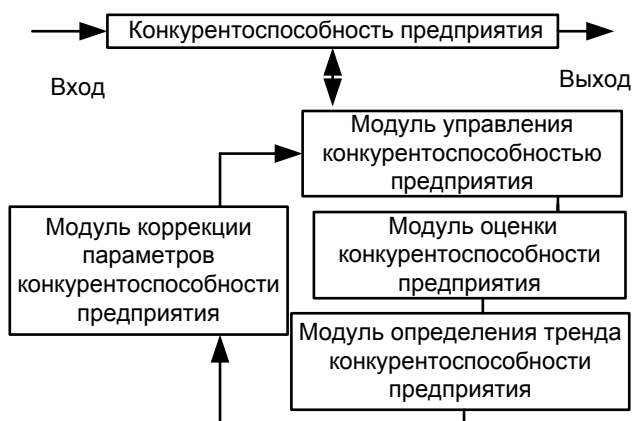 Конкурентоспособность предприятия
Вход
Выход
Модуль управления
конкурентоспособностью
предприятия
Модуль коррекции
параметров
конкурентоспособности
предприятия
Модуль оценки
конкурентоспособности
предприятия
Модуль определения тренда
конкурентоспособности
предприятия